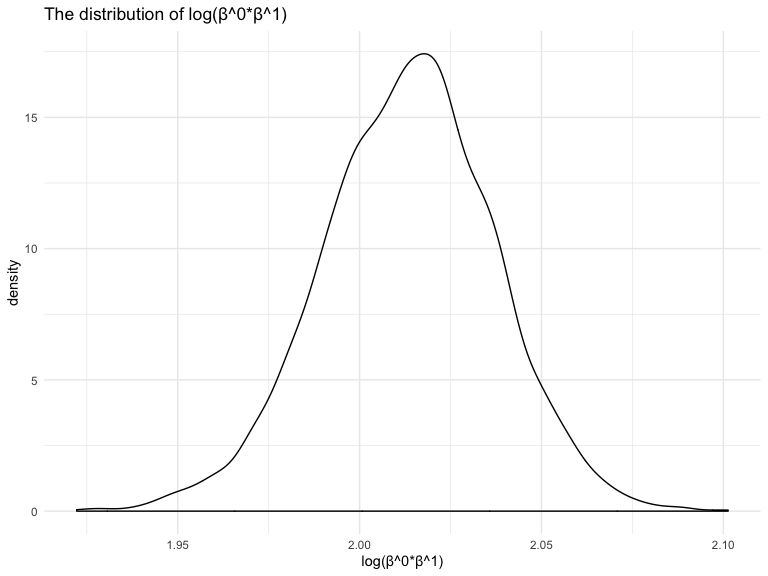 The distribution of log(β^0*β^1)
15
10
5
0
density
1.95
2.00
2.05
2.10
log(β^0*β^1)